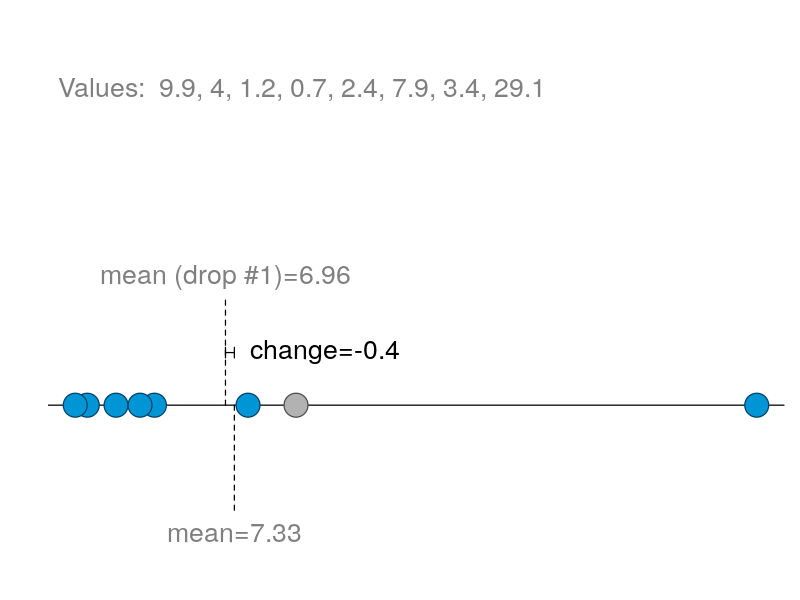 Values:  9.9, 4, 1.2, 0.7, 2.4, 7.9, 3.4, 29.1
mean (drop #1)=6.96
change=-0.4
mean=7.33